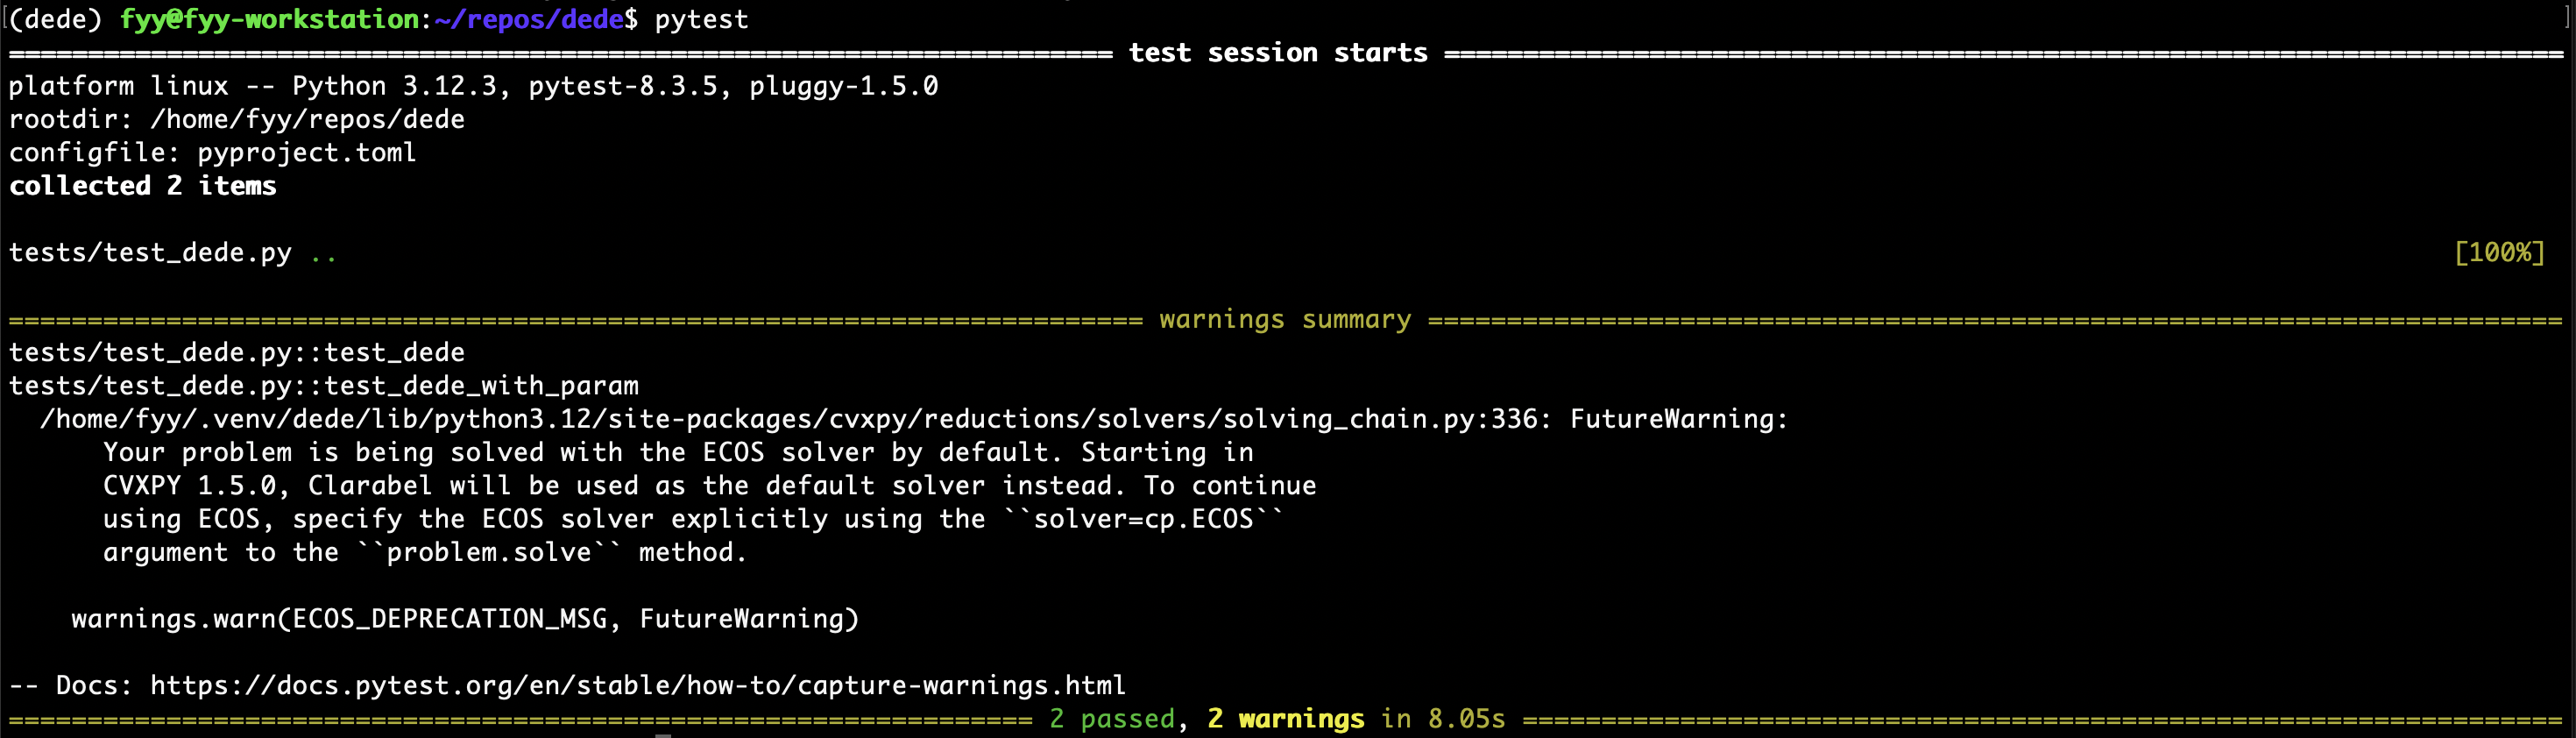 (dede) fyy@fyy-workstation:~/repos/dede$ pytest
============================= test session starts =============================
platform linux -- Python 3.12.3, pytest-8.3.5, pluggy-1.5.0
rootdir: /home/fyy/repos/dede
configfile: pyproject.toml
collected 2 items
tests/test_dede.py .. [100%]
============================= warnings summary =============================
tests/test_dede.py::test_dede
tests/test_dede.py::test_dede_with_param
/home/fyy/.venv/dede/lib/python3.12/site-packages/cvxpy/reductions/solvers/solving_chain.py:336: FutureWarning:
Your problem is being solved with the ECOS solver by default. Starting in
CVXPY 1.5.0, Clarabel will be used as the default solver instead. To continue
using ECOS, specify the ECOS solver explicitly using the ``solver=cp.ECOS``
argument to the ``problem.solve`` method.
warnings.warn(ECOS_DEPRECATION_MSG, FutureWarning)
-- Docs: https://docs.pytest.org/en/stable/how-to/capture-warnings.html
============================= 2 passed, 2 warnings in 8.05s =============================